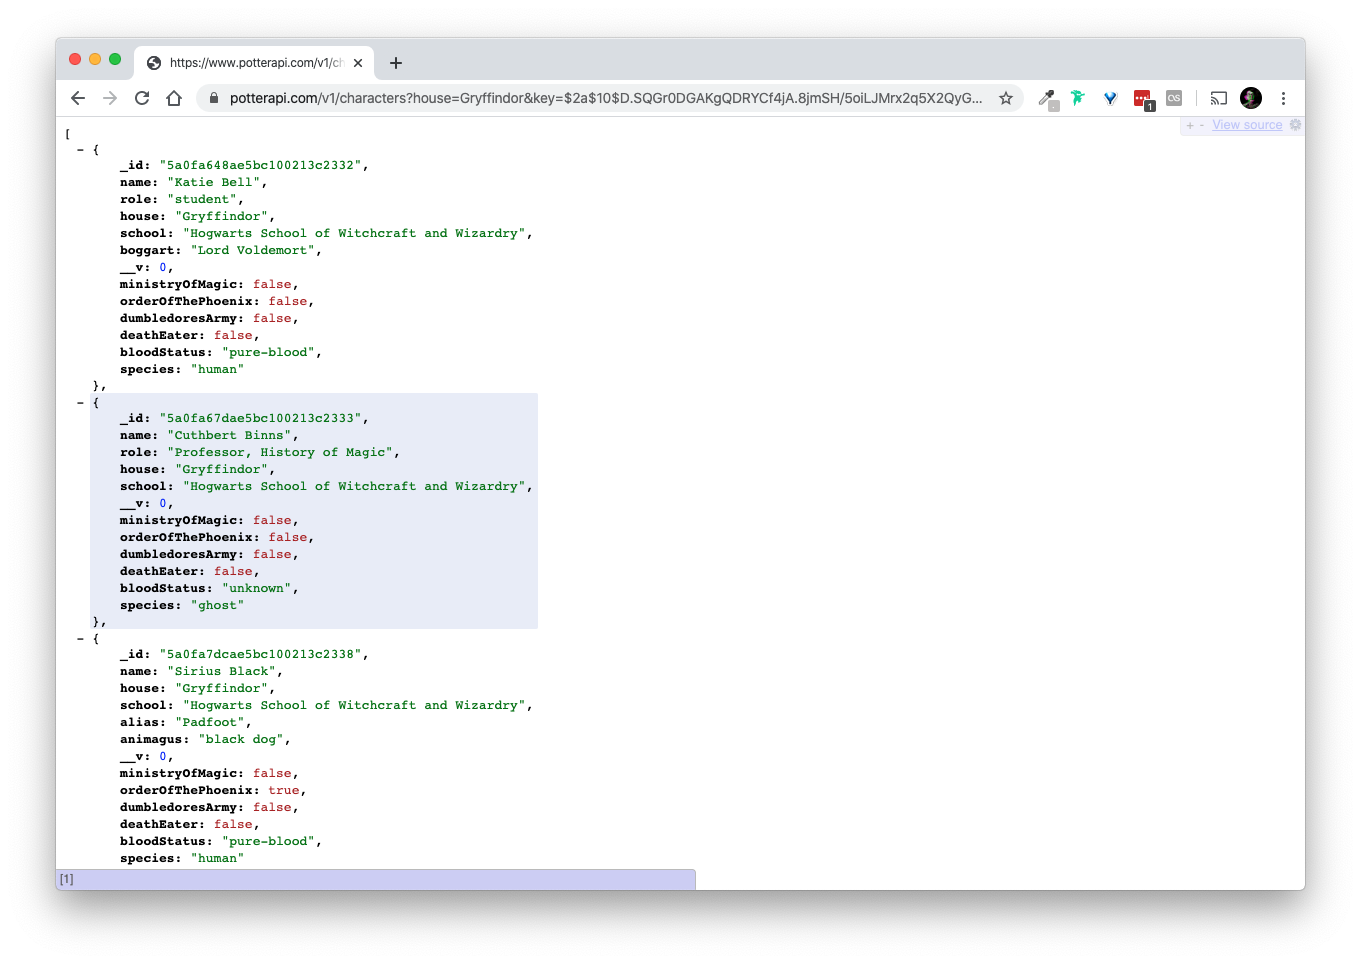 https://www.potterapi.com/v1/ch
potterapi.com/v1/characters?house=Gryffindor&key=$2a$10$D.SQGr0DGAKgQDRYCf4jA.8jmSH/5oiLJMrx2q5X2QyG...
1
+ - View source
[
- {
_id: "5a0fa648ae5bc100213c2332",
name: "Katie Bell",
role: "student",
house: "Gryffindor",
school: "Hogwarts School of Witchcraft and Wizardry",
boggart: "Lord Voldemort",
__v: 0,
ministryOfMagic: false,
orderOfThePhoenix: false,
dumbledoresArmy: false,
deathEater: false,
bloodStatus: "pure-blood",
species: "human"
},
- {
_id: "5a0fa67dae5bc100213c2333",
name: "Cuthbert Binns",
role: "Professor, History of Magic",
house: "Gryffindor",
school: "Hogwarts School of Witchcraft and Wizardry",
__v: 0,
ministryOfMagic: false,
orderOfThePhoenix: false,
dumbledoresArmy: false,
deathEater: false,
bloodStatus: "unknown",
species: "ghost"
},
- {
_id: "5a0fa7dcae5bc100213c2338",
name: "Sirius Black",
house: "Gryffindor",
school: "Hogwarts School of Witchcraft and Wizardry",
alias: "Padfoot",
animagus: "black dog",
__v: 0,
ministryOfMagic: false,
orderOfThePhoenix: true,
dumbledoresArmy: false,
deathEater: false,
bloodStatus: "pure-blood",
species: "human"
[1]